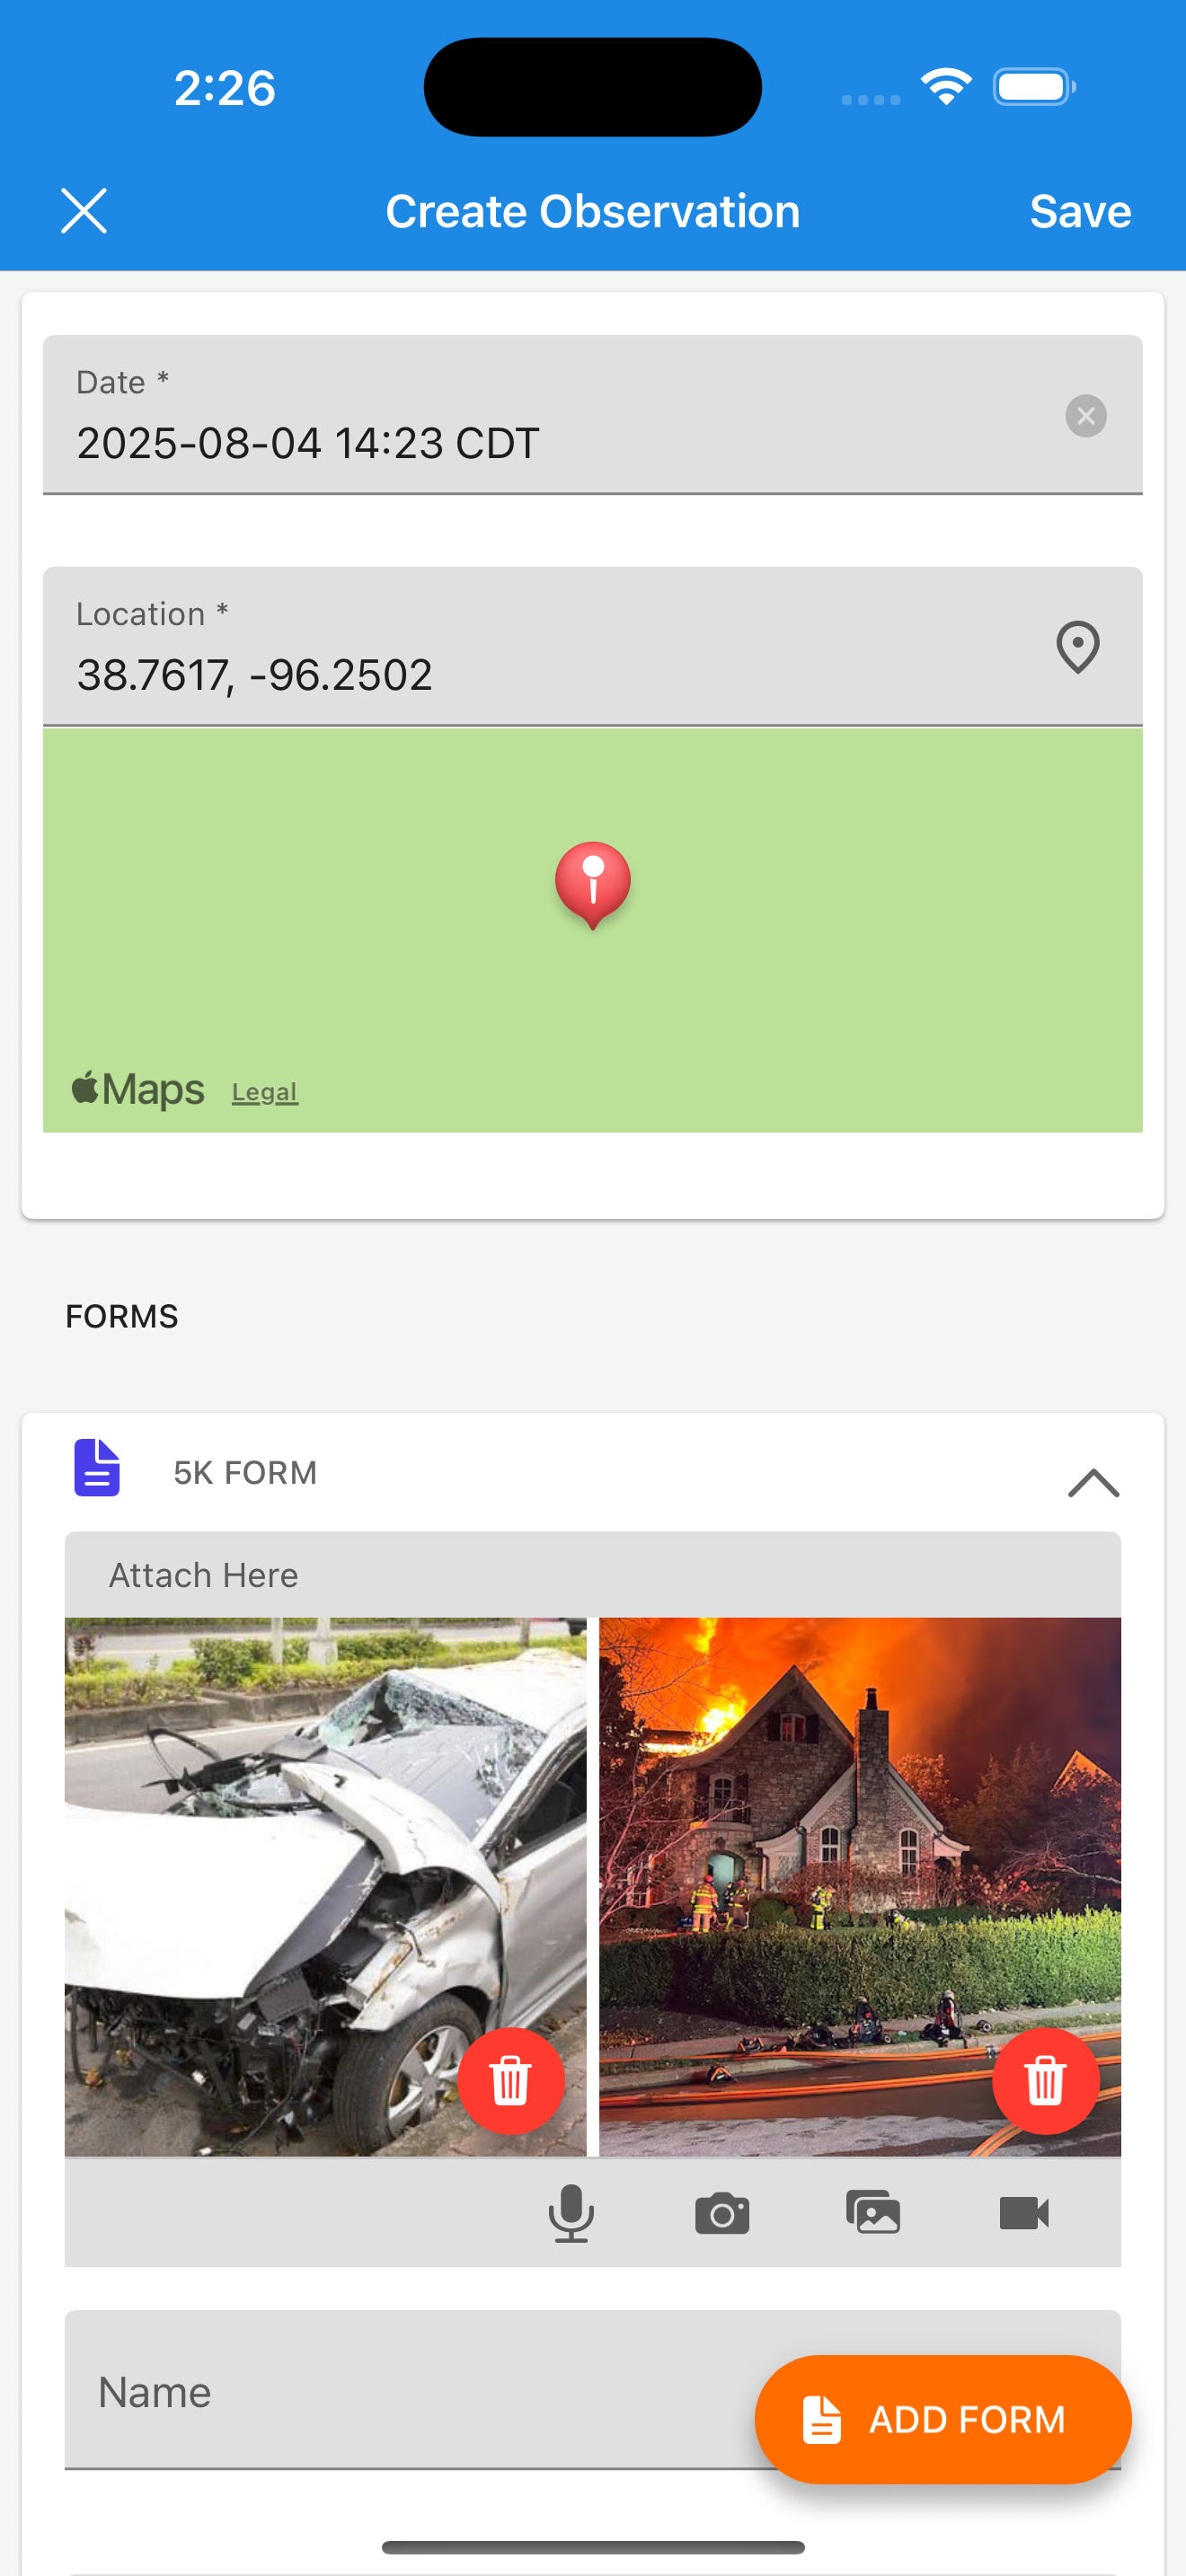 2:26
Create Observation
Save
Date *
2025-08-04 14:23 CDT
Location *
38.7617, -96.2502
Maps Legal
FORMS
5K FORM
Attach Here
Name
ADD FORM